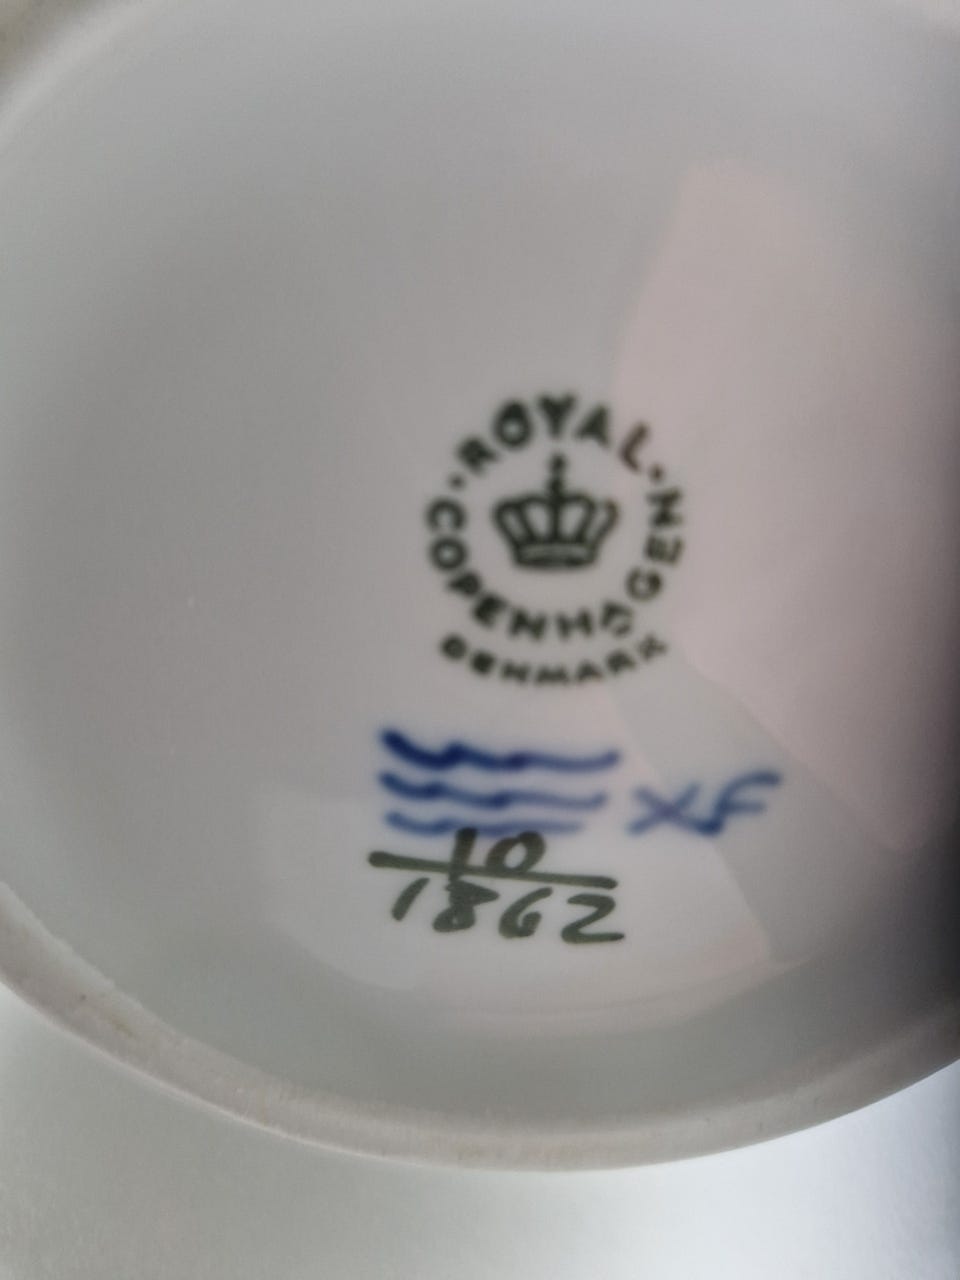 ROYAL
COPENHAGEN
DENMARK
XF
10
1862